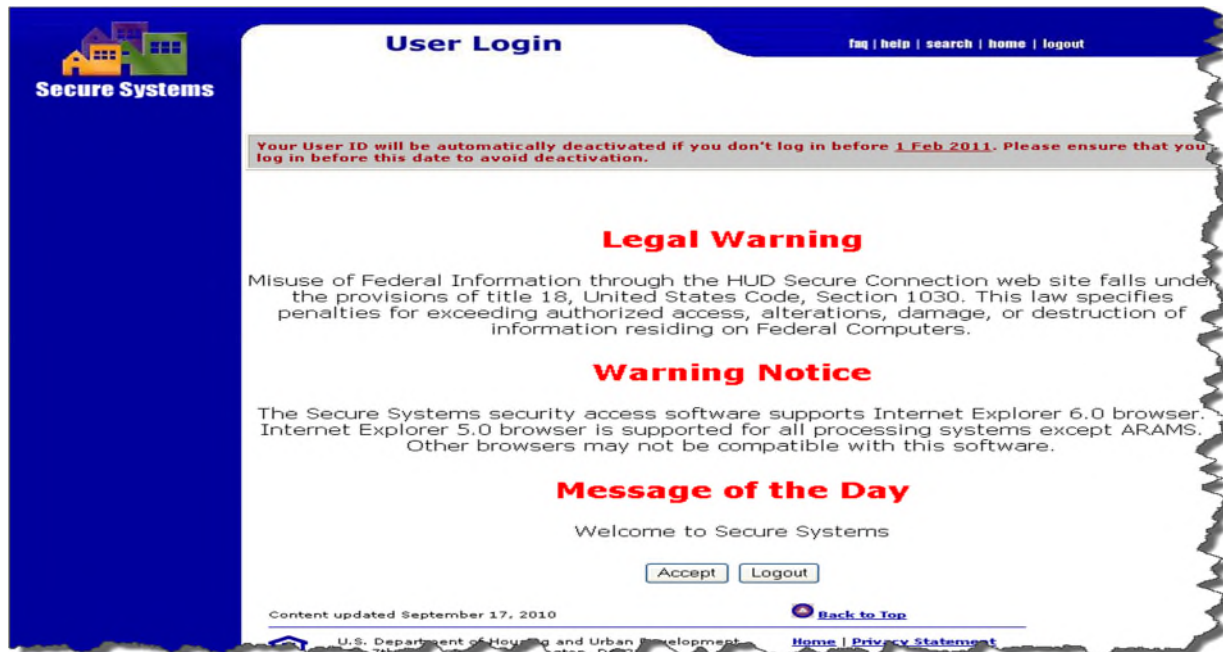 User Login
faq | help | search | home | logout
Secure Systems
Your User ID will be automatically deactivated if you don't log in before 1 Feb 2011. Please ensure that you
log in before this date to avoid deactivation.
Legal Warning
Misuse of Federal Information through the HUD Secure Connection web site falls under
the provisions of title 18, United States Code, Section 1030. This law specifies
penalties for exceeding authorized access, alterations, damage, or destruction of
information residing on Federal Computers.
Warning Notice
The Secure Systems security access software supports Internet Explorer 6.0 browser.
Internet Explorer 5.0 browser is supported for all processing systems except ARAMS.
Other browsers may not be compatible with this software.
Message of the Day
Welcome to Secure Systems
Accept Logout
Content updated September 17, 2010
Back to Top
U.S. Department of Housing and Urban Development
Home | Privacy Statement